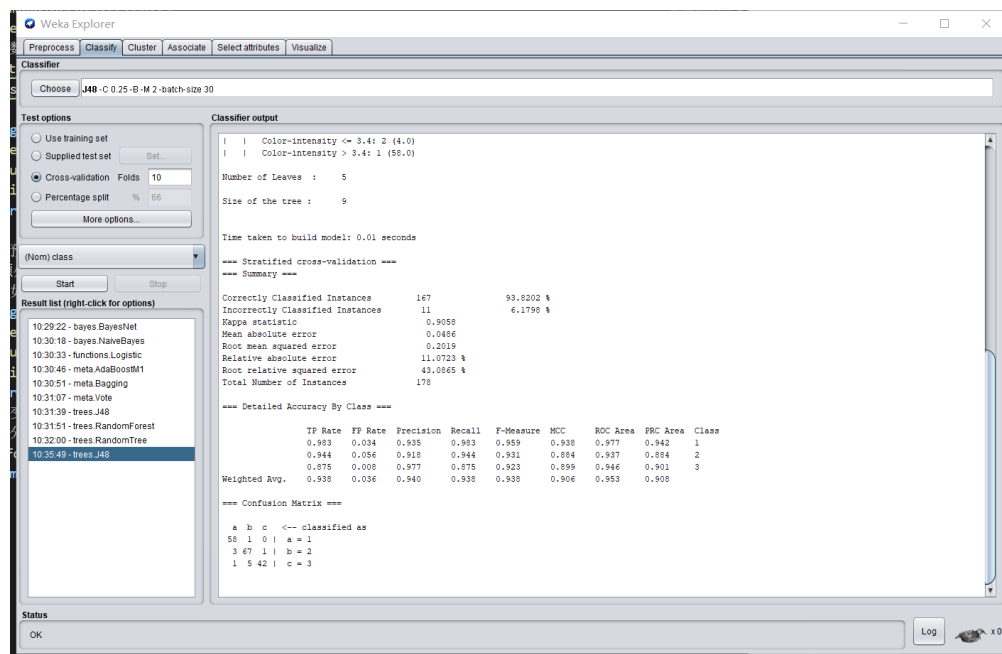 Weka Explorer
Preprocess Classify Cluster Associate Select attributes Visualize
Classifier
Choose J48 -C 0.25 -B -M 2 -batch-size 30
Test options
Use training set
Supplied test set Set...
Cross-validation Folds 10
Percentage split % 66
More options...
(Nom) class
Start Stop
Result list (right-click for options)
10:29:22 - bayes.BayesNet
10:30:18 - bayes.NaiveBayes
10:30:33 - functions.Logistic
10:30:46 - meta.AdaBoostM1
10:30:51 - meta.Bagging
10:31:07 - meta.Vote
10:31:39 - trees.J48
10:31:51 - trees.RandomForest
10:32:00 - trees.RandomTree
10:35:49 - trees.J48
Classifier output
| | Color-intensity <= 3.4: 2 (4.0)
| | Color-intensity > 3.4: 1 (58.0)
Number of Leaves : 5
Size of the tree : 9
Time taken to build model: 0.01 seconds
=== Stratified cross-validation ===
=== Summary ===
Correctly Classified Instances 167 93.8202 %
Incorrectly Classified Instances 11 6.1798 %
Kappa statistic 0.9058
Mean absolute error 0.0486
Root mean squared error 0.2019
Relative absolute error 11.0723 %
Root relative squared error 43.0865 %
Total Number of Instances 178
=== Detailed Accuracy By Class ===
TP Rate FP Rate Precision Recall F-Measure MCC ROC Area PRC Area Class
0.983 0.034 0.935 0.983 0.959 0.938 0.977 0.942 1
0.944 0.056 0.918 0.944 0.931 0.884 0.937 0.884 2
0.875 0.008 0.977 0.875 0.923 0.899 0.946 0.901 3
Weighted Avg. 0.938 0.036 0.940 0.938 0.938 0.906 0.953 0.908
=== Confusion Matrix ===
a b c <-- classified as
58 1 0 | a = 1
3 67 1 | b = 2
1 5 42 | c = 3
Status
OK
Log
x 0